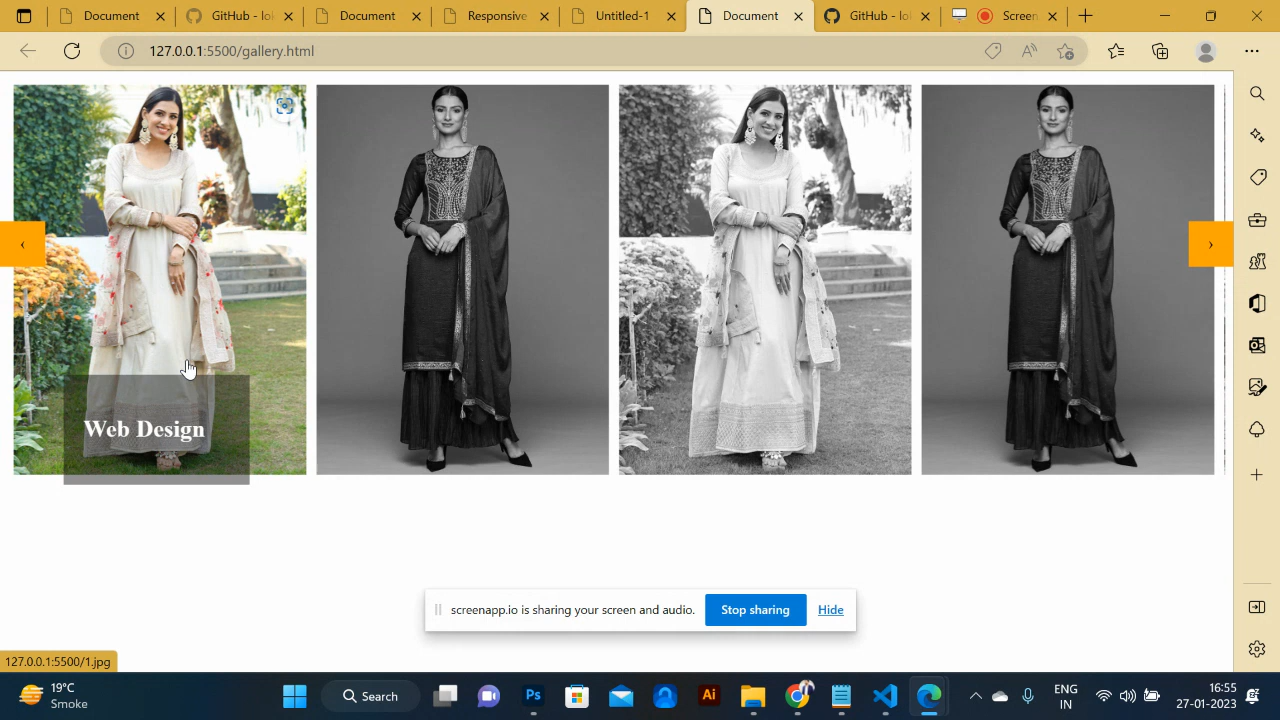 Document
GitHub - lol
Document
Responsive
Untitled-1
Document
GitHub - lol
Screen
127.0.0.1:5500/gallery.html
‹
›
Web Design
screenapp.io is sharing your screen and audio.
Stop sharing
Hide
127.0.0.1:5500/1.jpg
19°C
Smoke
Search
Ps
Ai
ENG
IN
16:55
27-01-2023